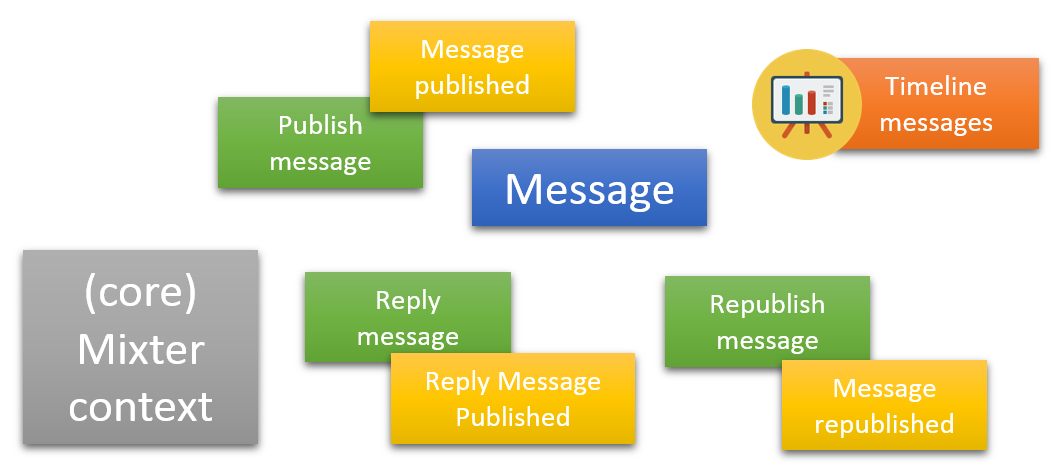 Message
published
Publish
message
Timeline
messages
Message
(core)
Mixter
context
Reply
message
Reply Message
Published
Republish
message
Message
republished